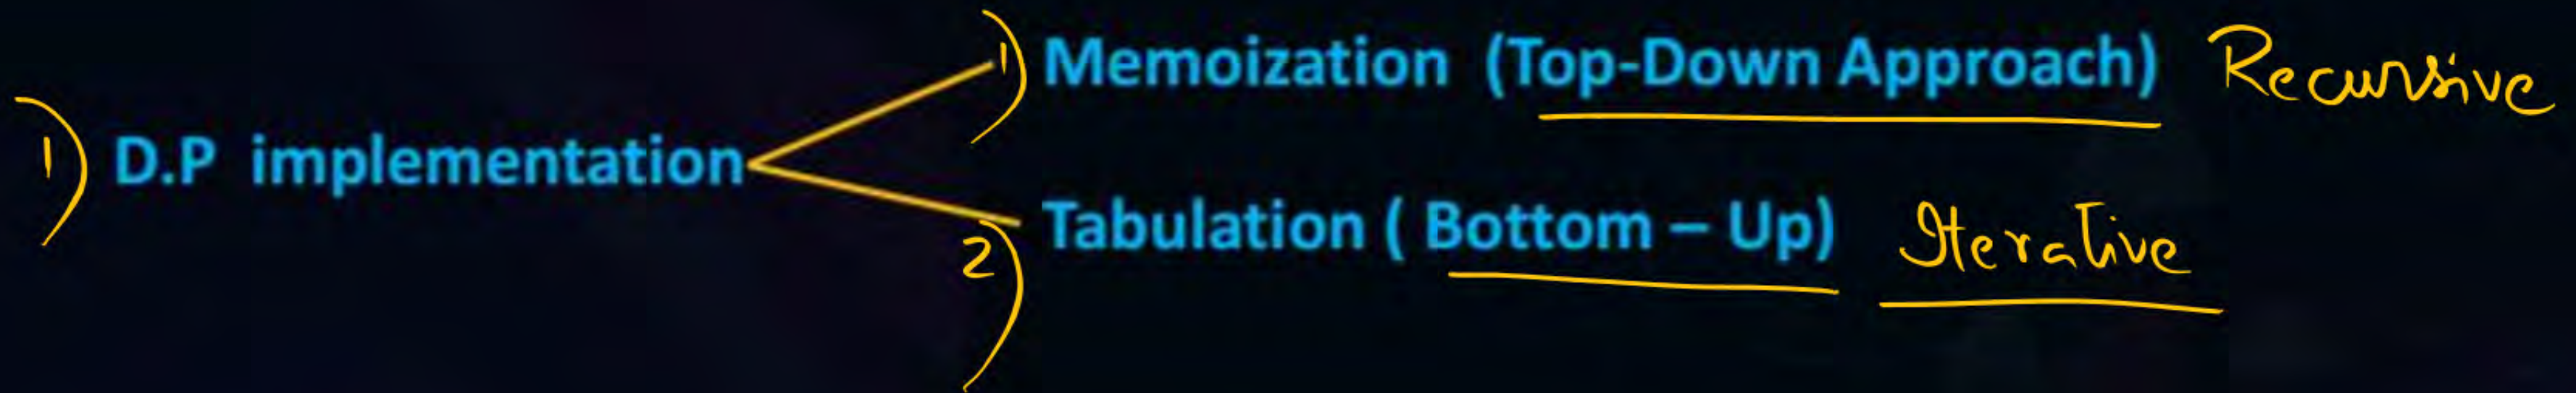 1) Memoization (Top-Down Approach) Recursive
1) D.P implementation
2) Tabulation ( Bottom – Up) Iterative